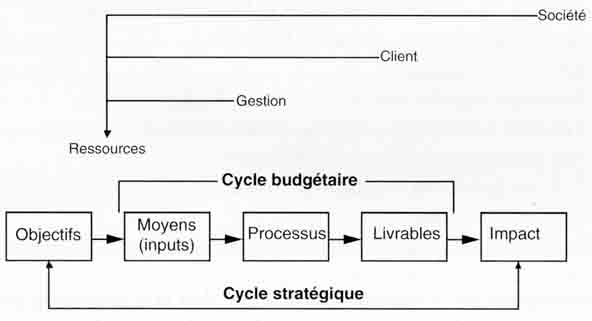 Société
Client
Gestion
Ressources
Cycle budgétaire
Objectifs
Moyens
(inputs)
Processus
Livrables
Impact
Cycle stratégique